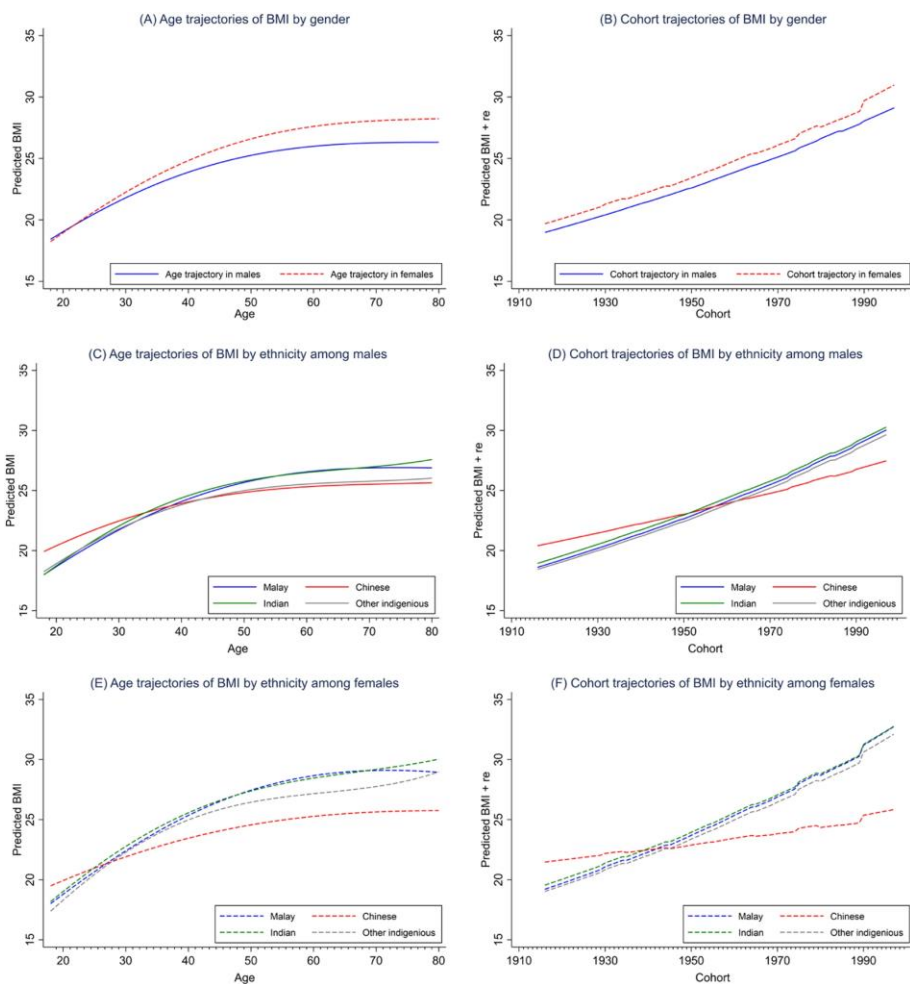 (A) Age trajectories of BMI by gender
Predicted BMI
35
30
25
20
15
20 30 40 50 60 70 80
Age
Age trajectory in males
Age trajectory in females
(B) Cohort trajectories of BMI by gender
Predicted BMI + re
35
30
25
20
15
1910 1930 1950 1970 1990
Cohort
Cohort trajectory in males
Cohort trajectory in females
(C) Age trajectories of BMI by ethnicity among males
Predicted BMI
35
30
25
20
15
20 30 40 50 60 70 80
Age
Malay
Chinese
Indian
Other indigenious
(D) Cohort trajectories of BMI by ethnicity among males
Predicted BMI + re
35
30
25
20
15
1910 1930 1950 1970 1990
Cohort
Malay
Chinese
Indian
Other indigenious
(E) Age trajectories of BMI by ethnicity among females
Predicted BMI
35
30
25
20
15
20 30 40 50 60 70 80
Age
Malay
Chinese
Indian
Other indigenious
(F) Cohort trajectories of BMI by ethnicity among females
Predicted BMI + re
35
30
25
20
15
1910 1930 1950 1970 1990
Cohort
Malay
Chinese
Indian
Other indigenious